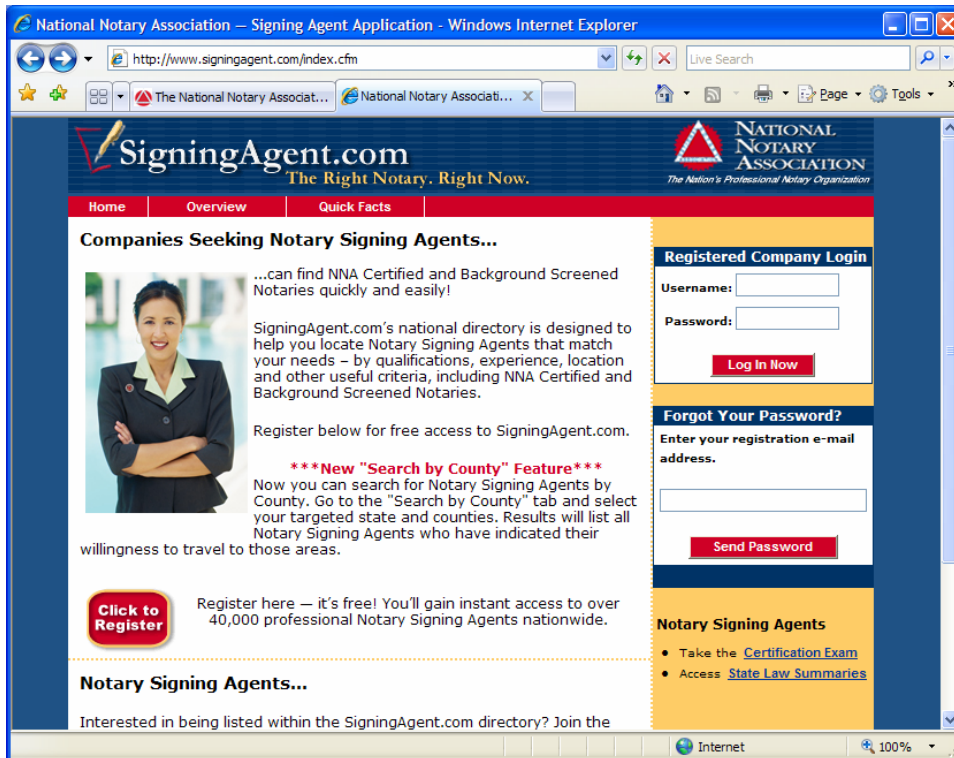 National Notary Association — Signing Agent Application - Windows Internet Explorer
http://www.signingagent.com/index.cfm
Live Search
The National Notary Associat...
National Notary Associati...
Page
Tools
SigningAgent.com
The Right Notary. Right Now.
NATIONAL
NOTARY
ASSOCIATION
The Nation's Professional Notary Organization
Home
Overview
Quick Facts
Companies Seeking Notary Signing Agents...
...can find NNA Certified and Background Screened
Notaries quickly and easily!
SigningAgent.com's national directory is designed to
help you locate Notary Signing Agents that match
your needs – by qualifications, experience, location
and other useful criteria, including NNA Certified and
Background Screened Notaries.
Register below for free access to SigningAgent.com.
***New "Search by County" Feature***
Now you can search for Notary Signing Agents by
County. Go to the "Search by County" tab and select
your targeted state and counties. Results will list all
Notary Signing Agents who have indicated their
willingness to travel to those areas.
Click to
Register
Register here — it's free! You'll gain instant access to over
40,000 professional Notary Signing Agents nationwide.
Notary Signing Agents...
Interested in being listed within the SigningAgent.com directory? Join the
Registered Company Login
Username:
Password:
Log In Now
Forgot Your Password?
Enter your registration e-mail
address.
Send Password
Notary Signing Agents
• Take the Certification Exam
• Access State Law Summaries
Internet
100%